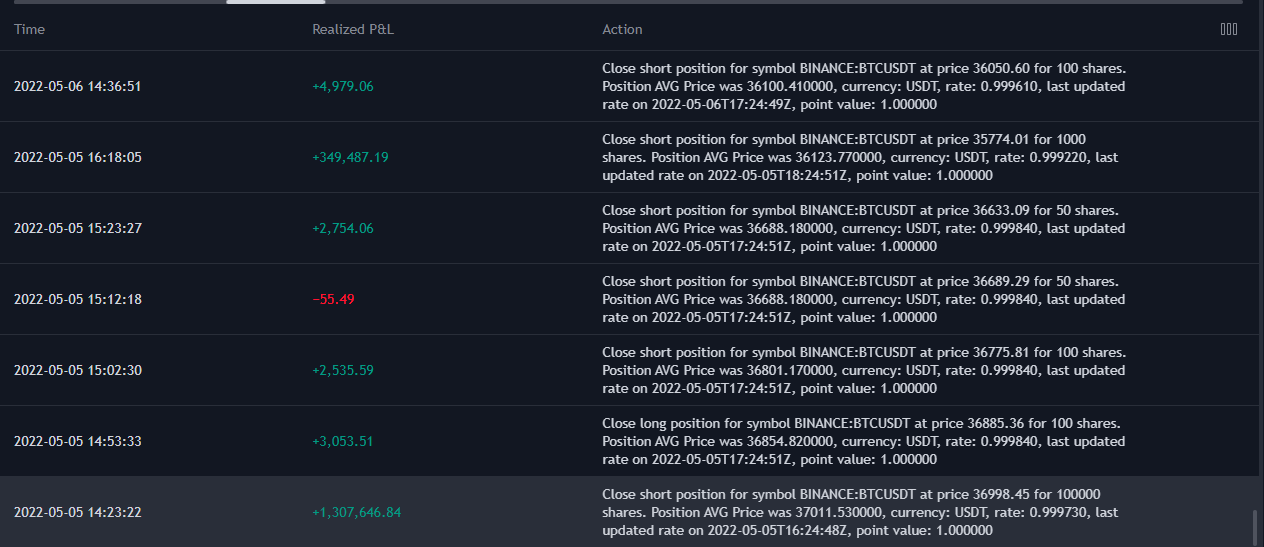 Time Realized P&L Action
2022-05-06 14:36:51 +4,979.06 Close short position for symbol BINANCE:BTCUSDT at price 36050.60 for 100 shares.
Position AVG Price was 36100.410000, currency: USDT, rate: 0.999610, last updated
rate on 2022-05-06T17:24:49Z, point value: 1.000000
2022-05-05 16:18:05 +349,487.19 Close short position for symbol BINANCE:BTCUSDT at price 35774.01 for 1000
shares. Position AVG Price was 36123.770000, currency: USDT, rate: 0.999220, last
updated rate on 2022-05-05T18:24:51Z, point value: 1.000000
2022-05-05 15:23:27 +2,754.06 Close short position for symbol BINANCE:BTCUSDT at price 36633.09 for 50 shares.
Position AVG Price was 36688.180000, currency: USDT, rate: 0.999840, last updated
rate on 2022-05-05T17:24:51Z, point value: 1.000000
2022-05-05 15:12:18 −55.49 Close short position for symbol BINANCE:BTCUSDT at price 36689.29 for 50 shares.
Position AVG Price was 36688.180000, currency: USDT, rate: 0.999840, last updated
rate on 2022-05-05T17:24:51Z, point value: 1.000000
2022-05-05 15:02:30 +2,535.59 Close short position for symbol BINANCE:BTCUSDT at price 36775.81 for 100 shares.
Position AVG Price was 36801.170000, currency: USDT, rate: 0.999840, last updated
rate on 2022-05-05T17:24:51Z, point value: 1.000000
2022-05-05 14:53:33 +3,053.51 Close long position for symbol BINANCE:BTCUSDT at price 36885.36 for 100 shares.
Position AVG Price was 36854.820000, currency: USDT, rate: 0.999840, last updated
rate on 2022-05-05T17:24:51Z, point value: 1.000000
2022-05-05 14:23:22 +1,307,646.84 Close short position for symbol BINANCE:BTCUSDT at price 36998.45 for 100000
shares. Position AVG Price was 37011.530000, currency: USDT, rate: 0.999730, last
updated rate on 2022-05-05T16:24:48Z, point value: 1.000000